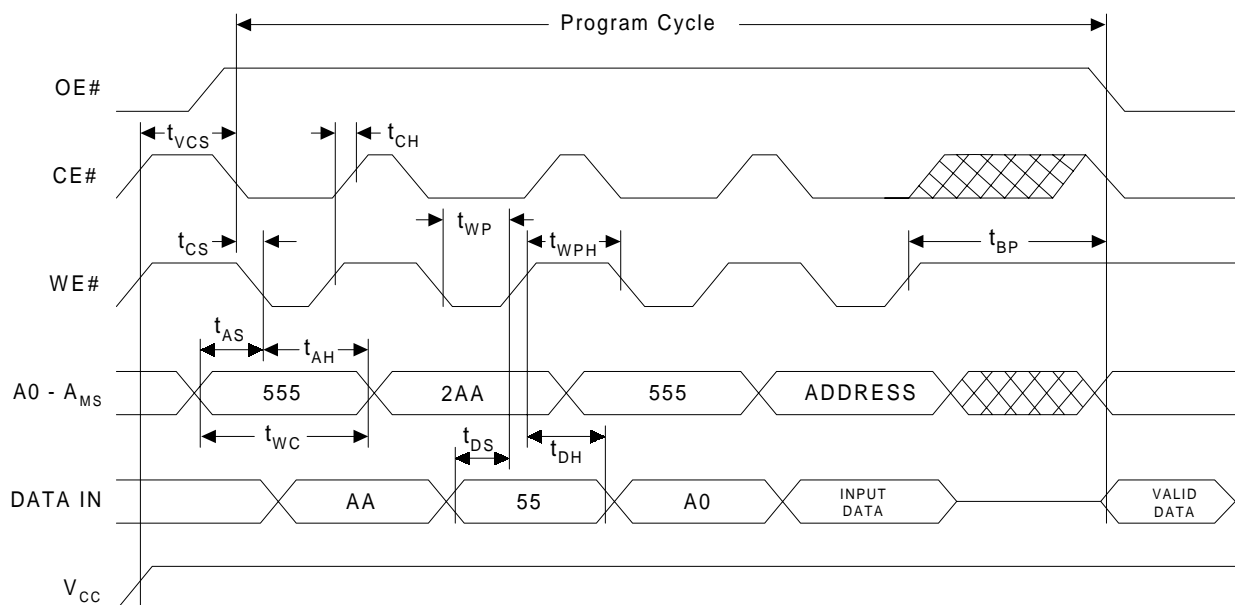 Program Cycle
OE#
tVCS
tCH
CE#
tWP
tCS
tWPH
tBP
WE#
tAS
tAH
A0 - AMS
555
2AA
555
ADDRESS
tWC
tDS
tDH
DATA IN
AA
55
A0
INPUT
DATA
VALID
DATA
VCC